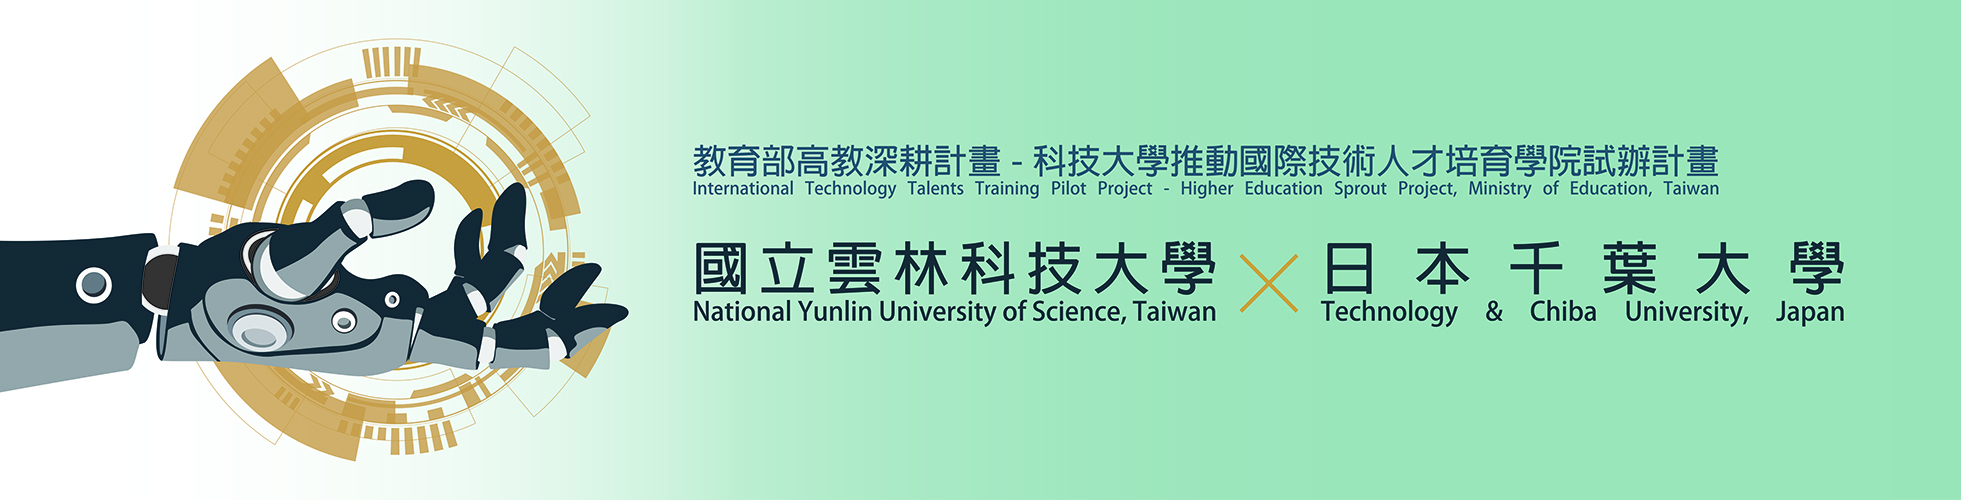 教育部高教深耕計畫 - 科技大學推動國際技術人才培育學院試辦計畫
International Technology Talents Training Pilot Project - Higher Education Sprout Project, Ministry of Education, Taiwan
國立雲林科技大學 × 日本千葉大學
National Yunlin University of Science, Taiwan Technology & Chiba University, Japan